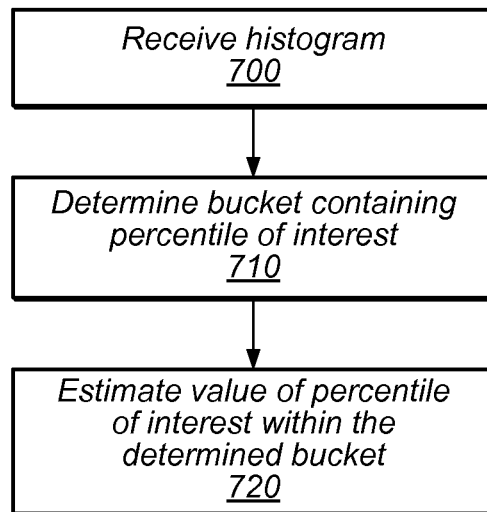 Receive histogram
700
Determine bucket containing
percentile of interest
710
Estimate value of percentile
of interest within the
determined bucket
720